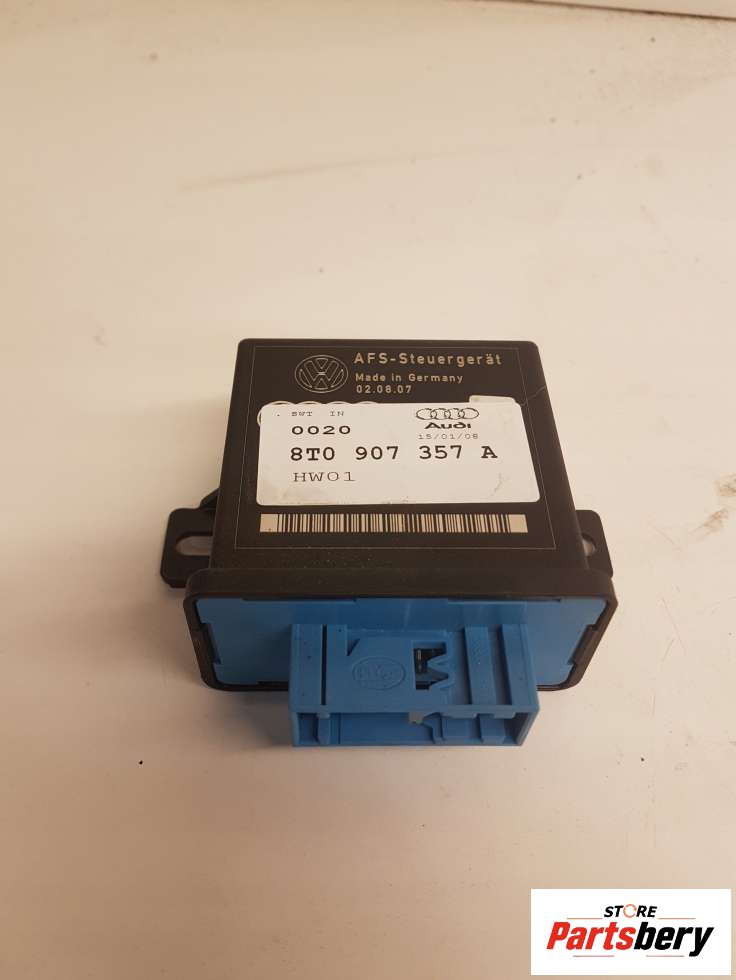 AFS-Steuergerät
Made in Germany
02.08.07
SWT IN
0020
Audi
15/01/08
8T0 907 357 A
HW01
STORE
Partsbery